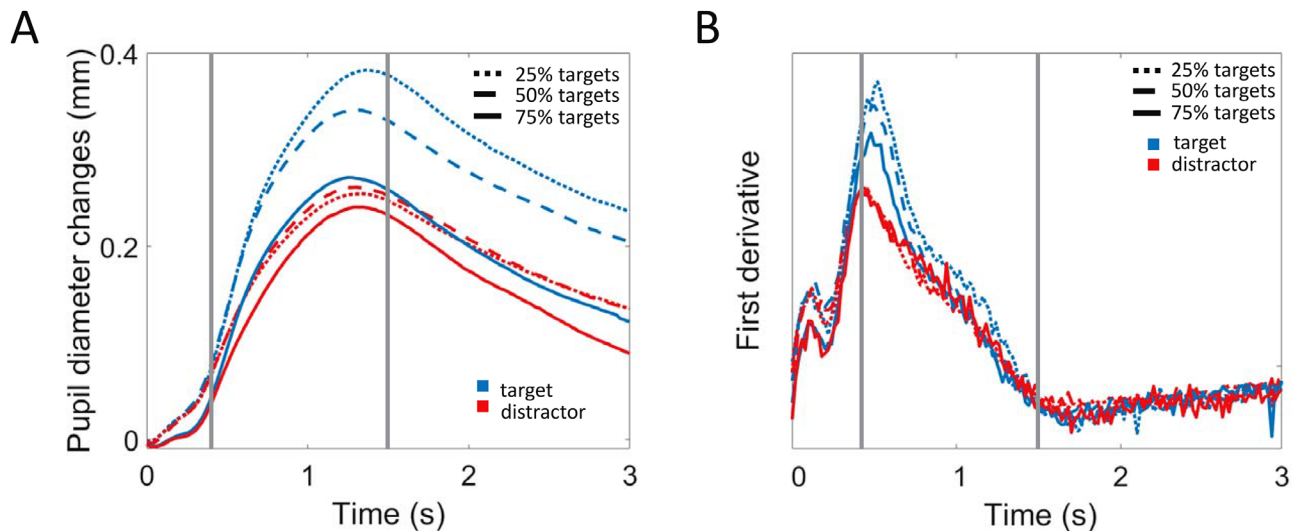 A
Pupil diameter changes (mm)
0.4
0.2
0
25% targets
50% targets
75% targets
target
distractor
0
1
2
3
Time (s)
B
First derivative
25% targets
50% targets
75% targets
target
distractor
0
1
2
3
Time (s)